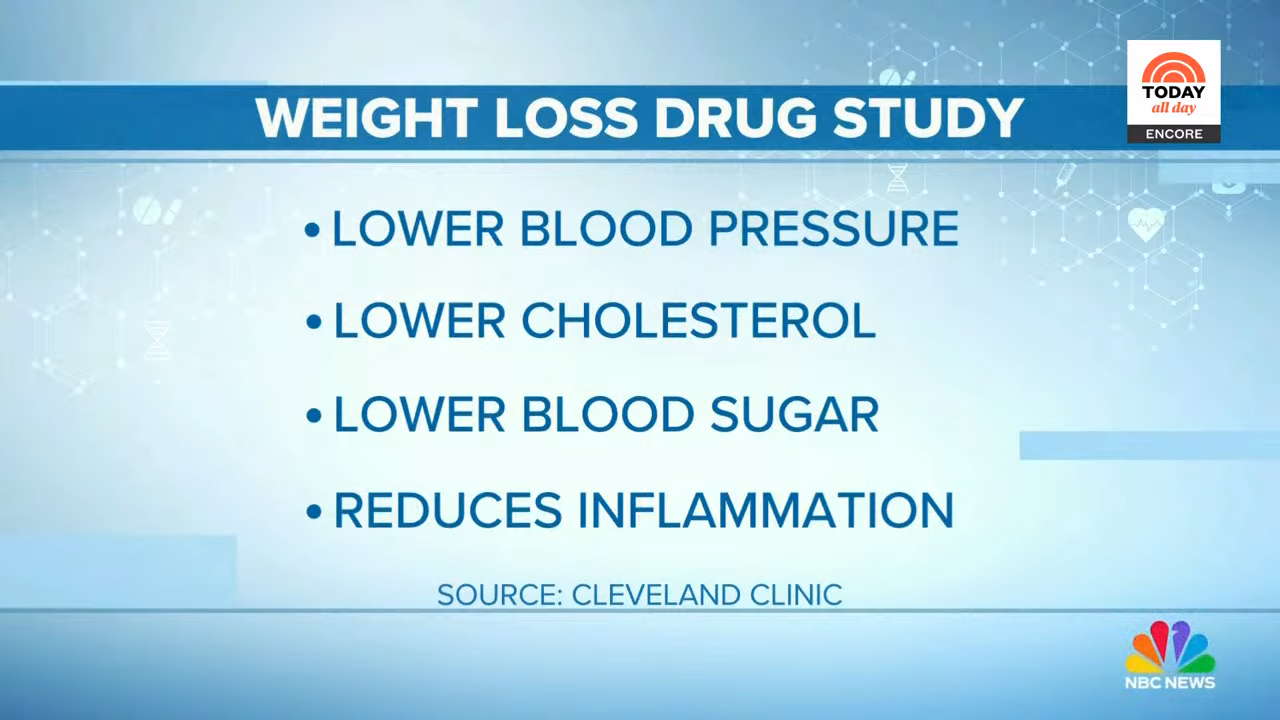 TODAY
all day
ENCORE
WEIGHT LOSS DRUG STUDY
• LOWER BLOOD PRESSURE
• LOWER CHOLESTEROL
• LOWER BLOOD SUGAR
• REDUCES INFLAMMATION
SOURCE: CLEVELAND CLINIC
NBC NEWS